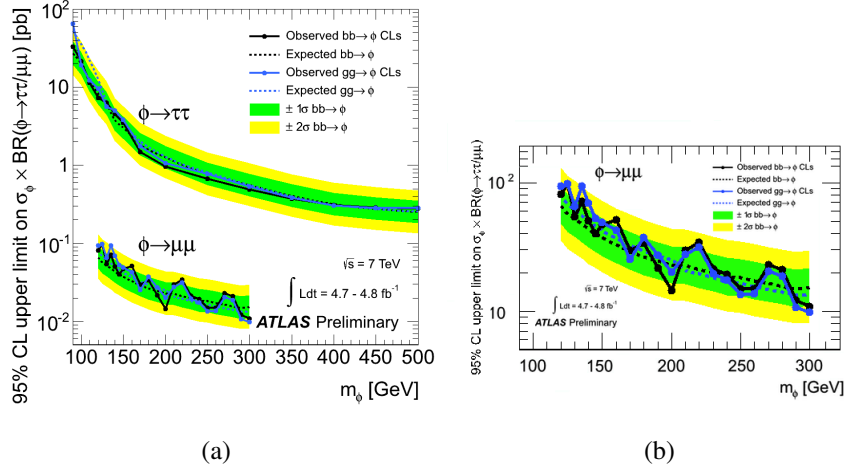 95% CL upper limit on σϕ × BR(ϕ→ττ/μμ) [pb]
10²
10
1
10⁻¹
10⁻²
Observed bb→ϕ CLs
Expected bb→ϕ
Observed gg→ϕ CLs
Expected gg→ϕ
± 1σ bb→ϕ
± 2σ bb→ϕ
ϕ→ττ
ϕ→μμ
√s = 7 TeV
∫ Ldt = 4.7 - 4.8 fb⁻¹
ATLAS Preliminary
100 150 200 250 300 350 400 450 500
mϕ [GeV]
(a)
95% CL upper limit on σϕ × BR(ϕ→ττ/μμ)
10²
10
ϕ→μμ
Observed bb→ϕ CLs
Expected bb→ϕ
Observed gg→ϕ CLs
Expected gg→ϕ
± 1σ bb→ϕ
± 2σ bb→ϕ
√s = 7 TeV
∫ Ldt = 4.7 - 4.8 fb⁻¹
ATLAS Preliminary
100 150 200 250 300
mϕ [GeV]
(b)